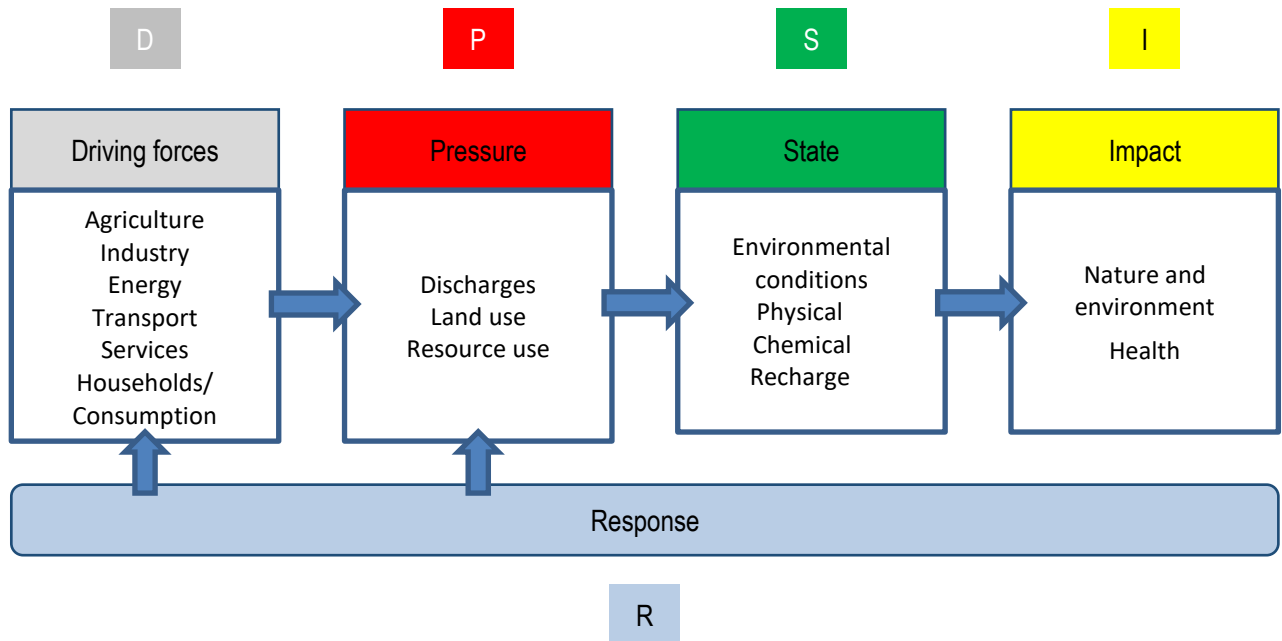 D
P
S
I
Driving forces
Pressure
State
Impact
Agriculture
Industry
Energy
Transport
Services
Households/
Consumption
Discharges
Land use
Resource use
Environmental
conditions
Physical
Chemical
Recharge
Nature and
environment
Health
Response
R